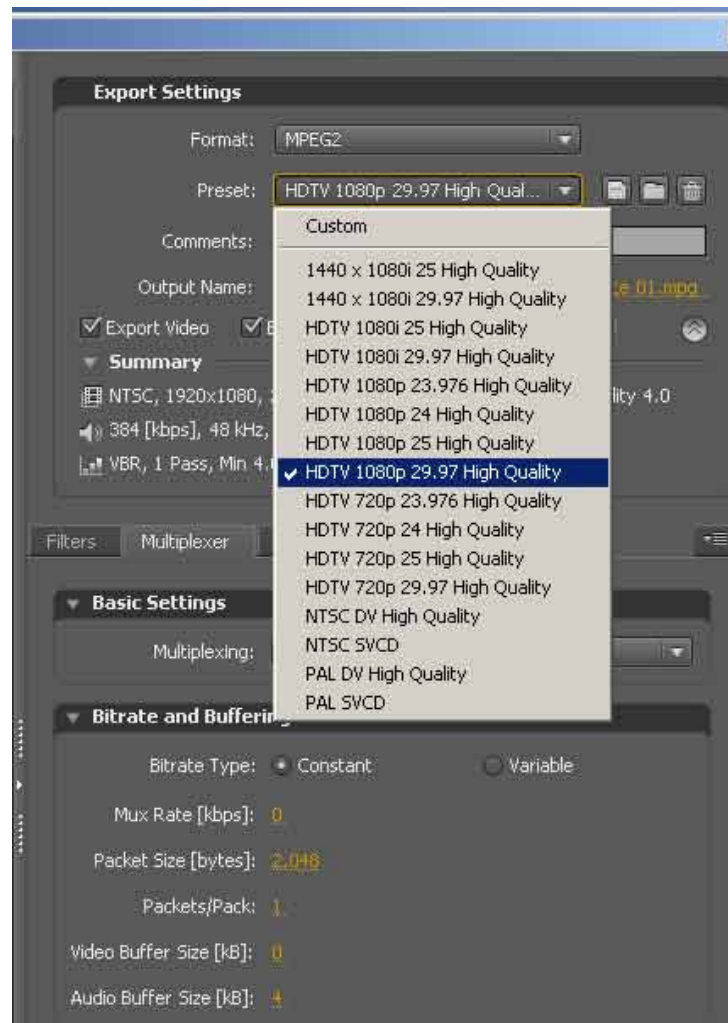 Export Settings
Format: MPEG2
Preset: HDTV 1080p 29.97 High Qual...
Custom
Comments:
1440 x 1080i 25 High Quality
Output Name: 01.mpg
1440 x 1080i 29.97 High Quality
Export Video
HDTV 1080i 25 High Quality
HDTV 1080i 29.97 High Quality
Summary
HDTV 1080p 23.976 High Quality
NTSC, 1920x1080, lity 4.0
HDTV 1080p 24 High Quality
384 [kbps], 48 kHz,
HDTV 1080p 25 High Quality
VBR, 1 Pass, Min 4.
HDTV 1080p 29.97 High Quality
HDTV 720p 23.976 High Quality
Filters Multiplexer
HDTV 720p 24 High Quality
HDTV 720p 25 High Quality
HDTV 720p 29.97 High Quality
Basic Settings
NTSC DV High Quality
Multiplexing:
NTSC SVCD
PAL DV High Quality
PAL SVCD
Bitrate and Bufferin
Bitrate Type: Constant Variable
Mux Rate [kbps]: 0
Packet Size [bytes]: 2,048
Packets/Pack: 1
Video Buffer Size [kB]: 0
Audio Buffer Size [kB]: 4